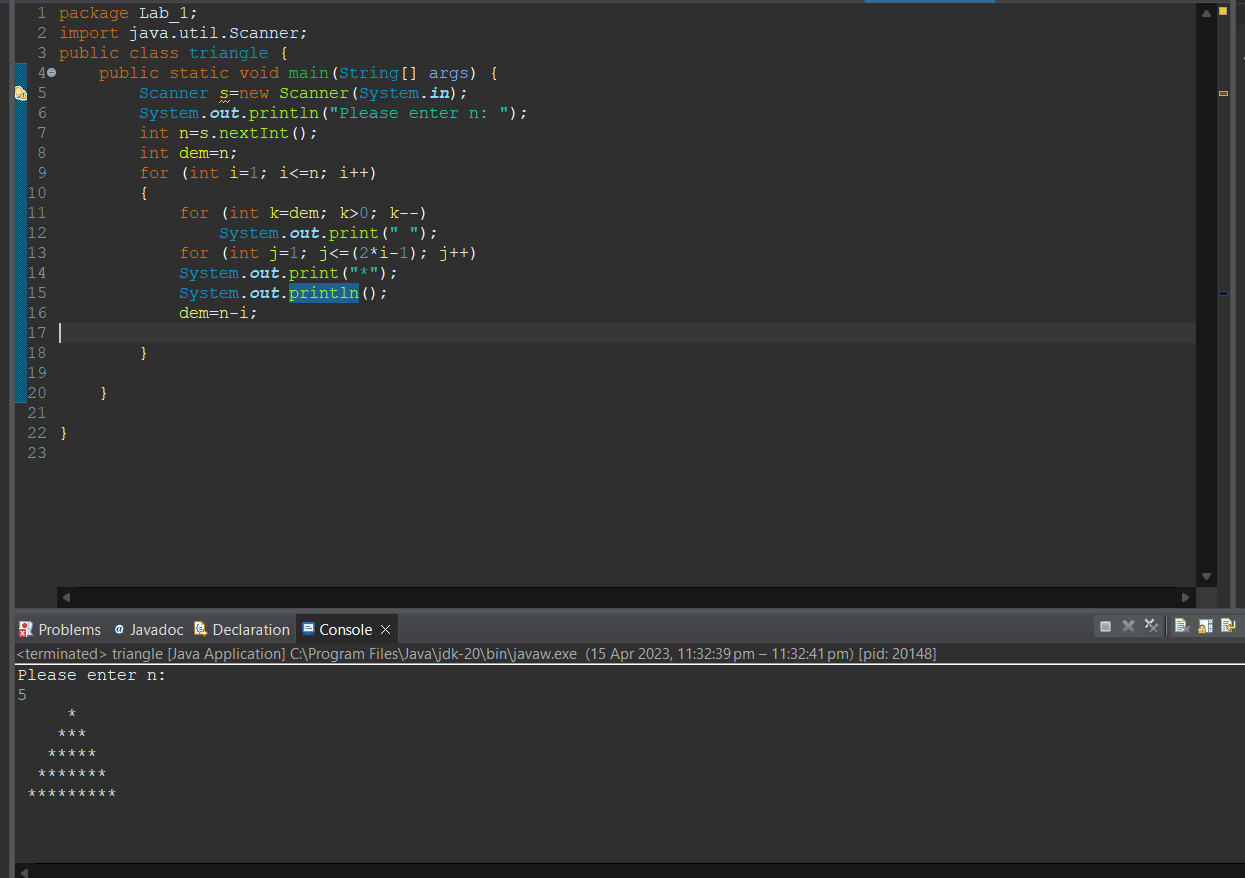 1 package Lab_1;
2 import java.util.Scanner;
3 public class triangle {
4     public static void main(String[] args) {
5         Scanner s=new Scanner(System.in);
6         System.out.println("Please enter n: ");
7         int n=s.nextInt();
8         int dem=n;
9         for (int i=1; i<=n; i++)
10         {
11             for (int k=dem; k>0; k--)
12                 System.out.print(" ");
13             for (int j=1; j<=(2*i-1); j++)
14             System.out.print("*");
15             System.out.println();
16             dem=n-i;
17
18         }
19
20     }
21
22 }
23
Problems Javadoc Declaration Console
<terminated> triangle [Java Application] C:\Program Files\Java\jdk-20\bin\javaw.exe (15 Apr 2023, 11:32:39 pm – 11:32:41 pm) [pid: 20148]
Please enter n:
5
     *
    ***
   *****
  *******
 *********